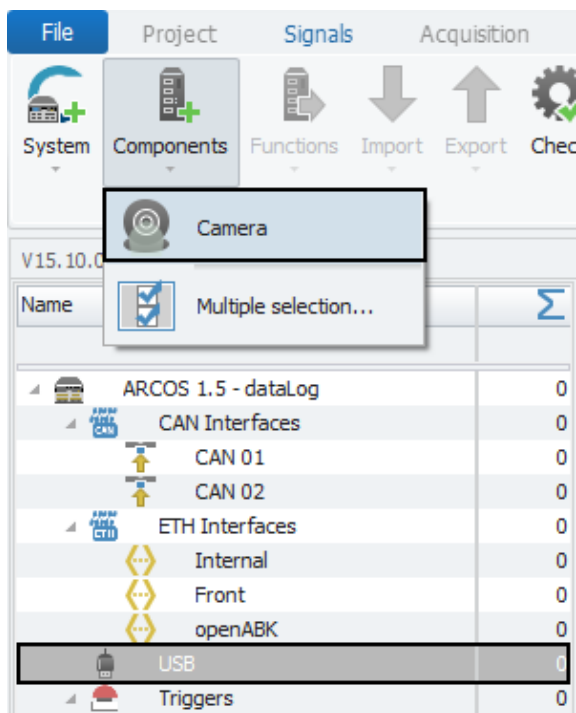 File Project Signals Acquisition
System Components Functions Import Export Chec
Camera
V15.10.0
Name Σ
Multiple selection...
ARCOS 1.5 - dataLog 0
CAN Interfaces 0
CAN 01 0
CAN 02 0
ETH Interfaces 0
Internal 0
Front 0
openABK 0
USB 0
Triggers 0